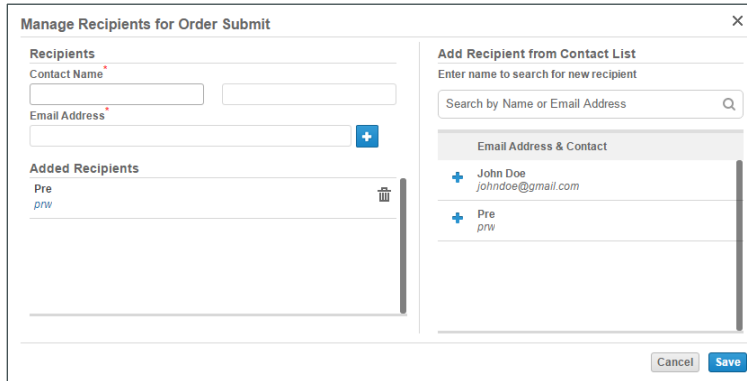 Manage Recipients for Order Submit
Recipients
Contact Name*
Email Address*
Added Recipients
Pre
prw
Add Recipient from Contact List
Enter name to search for new recipient
Search by Name or Email Address
Email Address & Contact
John Doe
johndoe@gmail.com
Pre
prw
Cancel Save